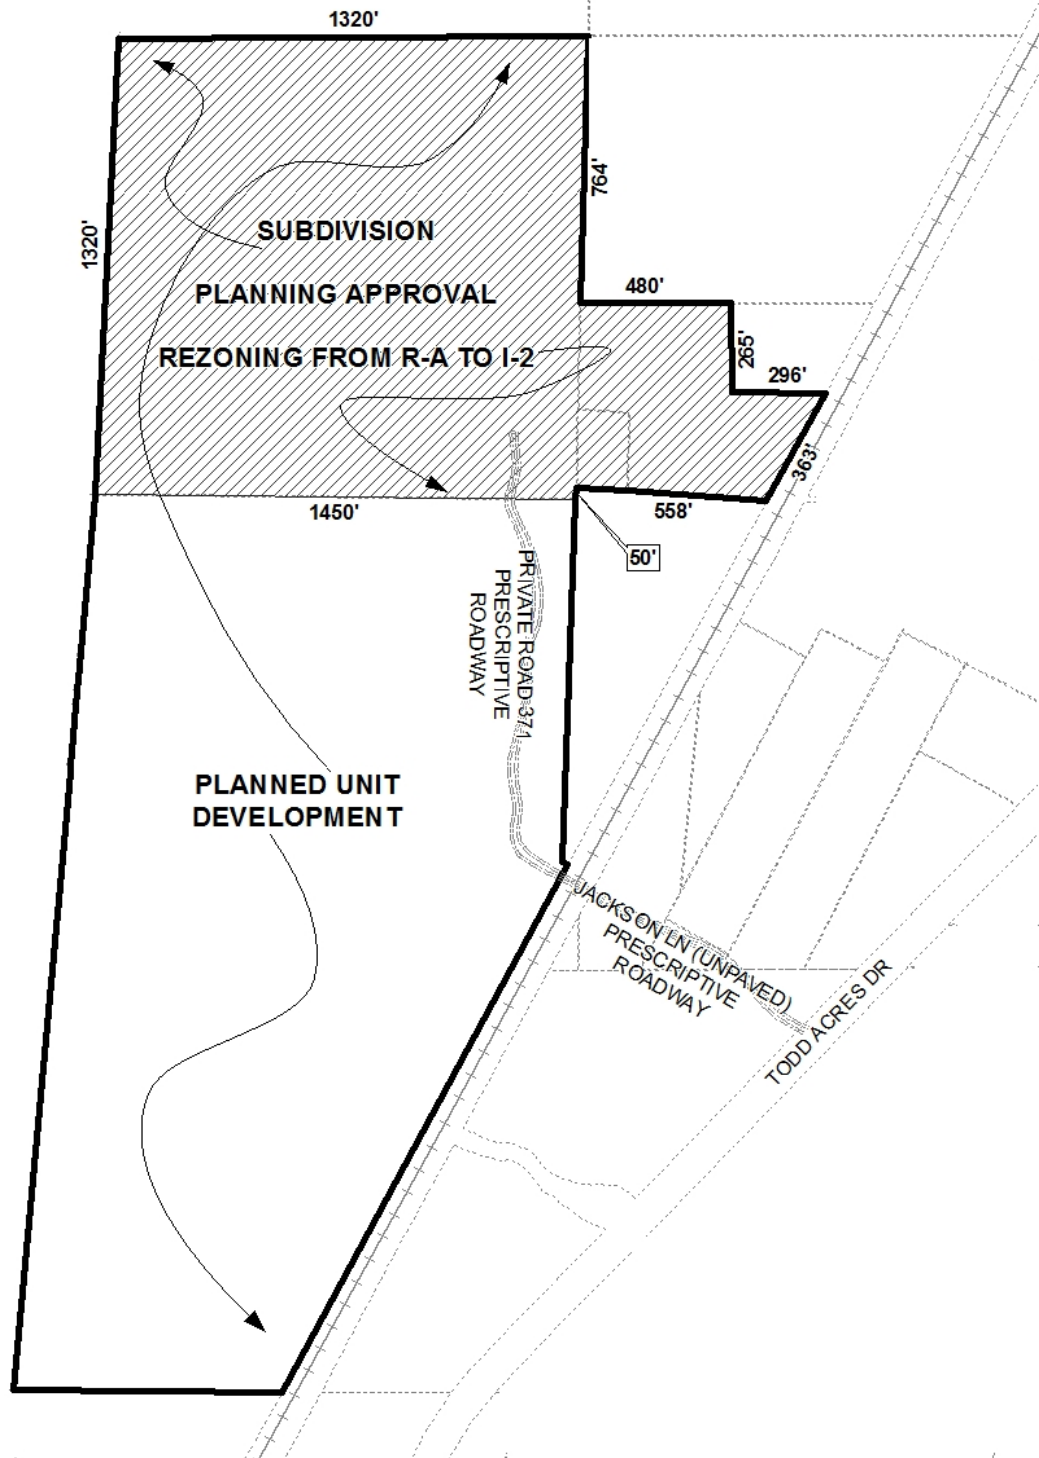 1320'
764'
1320'
SUBDIVISION
PLANNING APPROVAL
REZONING FROM R-A TO I-2
480'
265'
296'
363'
1450'
558'
50'
PRIVATE ROAD 371
PRESCRIPTIVE
ROADWAY
PLANNED UNIT
DEVELOPMENT
JACKSON LN (UNPAVED)
PRESCRIPTIVE
ROADWAY
TODD ACRES DR